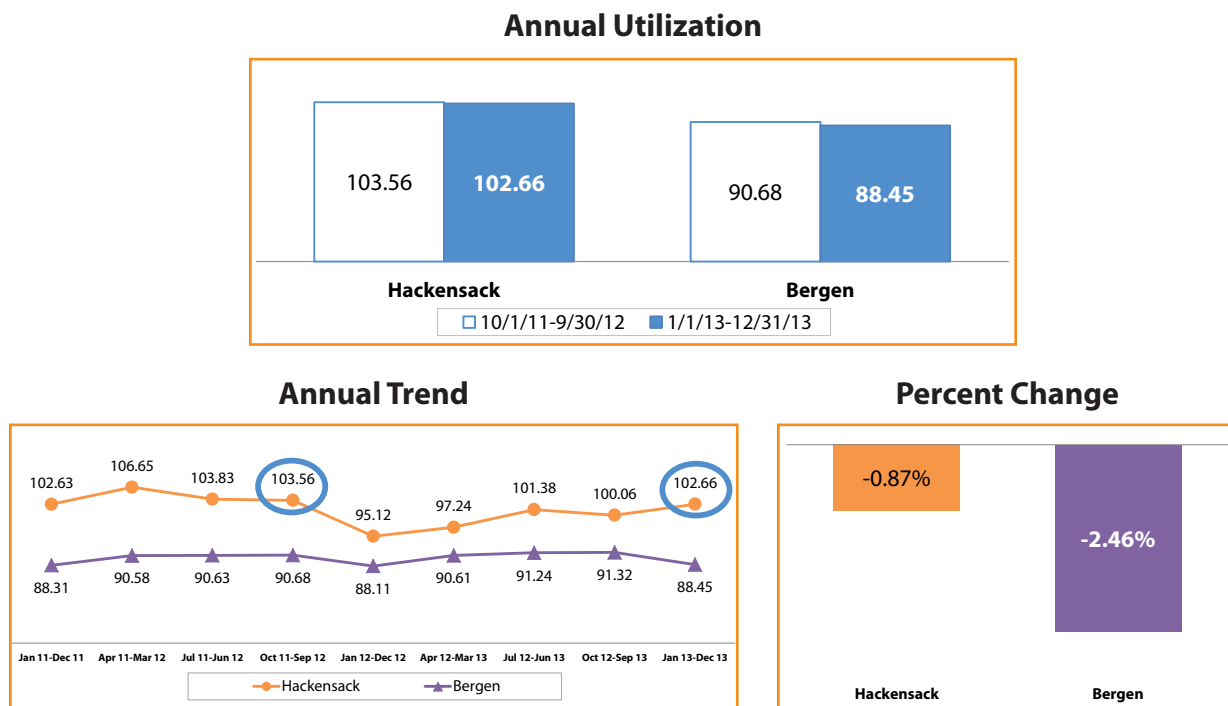 Annual Utilization
103.56
102.66
90.68
88.45
Hackensack
Bergen
10/1/11-9/30/12
1/1/13-12/31/13
Annual Trend
102.63
106.65
103.83
103.56
95.12
97.24
101.38
100.06
102.66
88.31
90.58
90.63
90.68
88.11
90.61
91.24
91.32
88.45
Jan 11-Dec 11
Apr 11-Mar 12
Jul 11-Jun 12
Oct 11-Sep 12
Jan 12-Dec 12
Apr 12-Mar 13
Jul 12-Jun 13
Oct 12-Sep 13
Jan 13-Dec 13
Hackensack
Bergen
Percent Change
-0.87%
-2.46%
Hackensack
Bergen